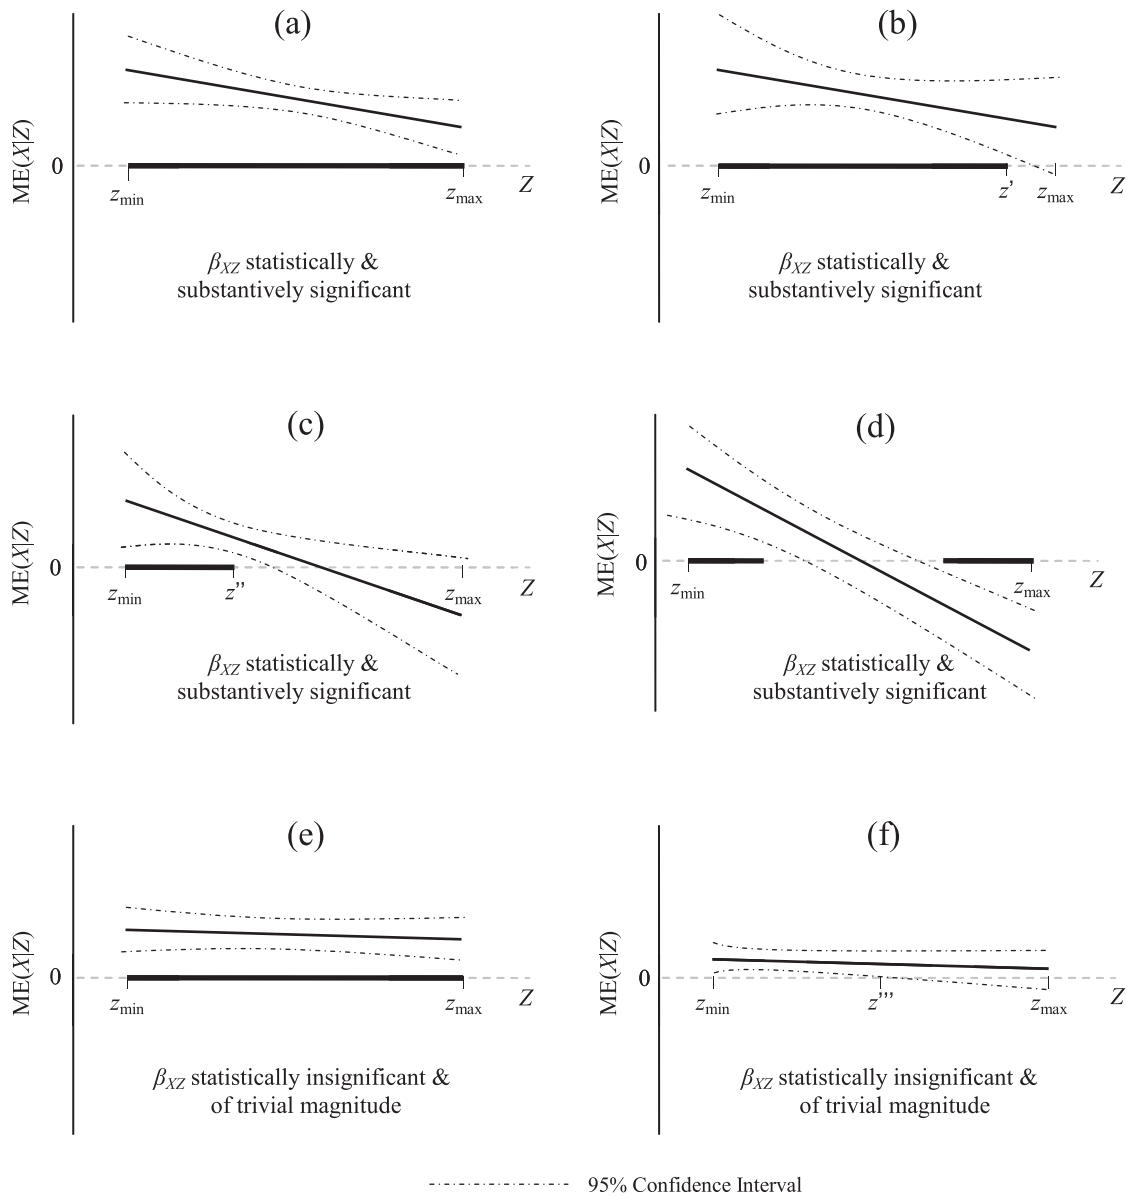 (a)
ME(X|Z)
0
z_min
z_max
Z
β_XZ statistically &
substantively significant
(b)
ME(X|Z)
0
z_min
z'
z_max
Z
β_XZ statistically &
substantively significant
(c)
ME(X|Z)
0
z_min
z''
z_max
Z
β_XZ statistically &
substantively significant
(d)
ME(X|Z)
0
z_min
z_max
Z
β_XZ statistically &
substantively significant
(e)
ME(X|Z)
0
z_min
z_max
Z
β_XZ statistically insignificant &
of trivial magnitude
(f)
ME(X|Z)
0
z_min
z'''
z_max
Z
β_XZ statistically insignificant &
of trivial magnitude
95% Confidence Interval